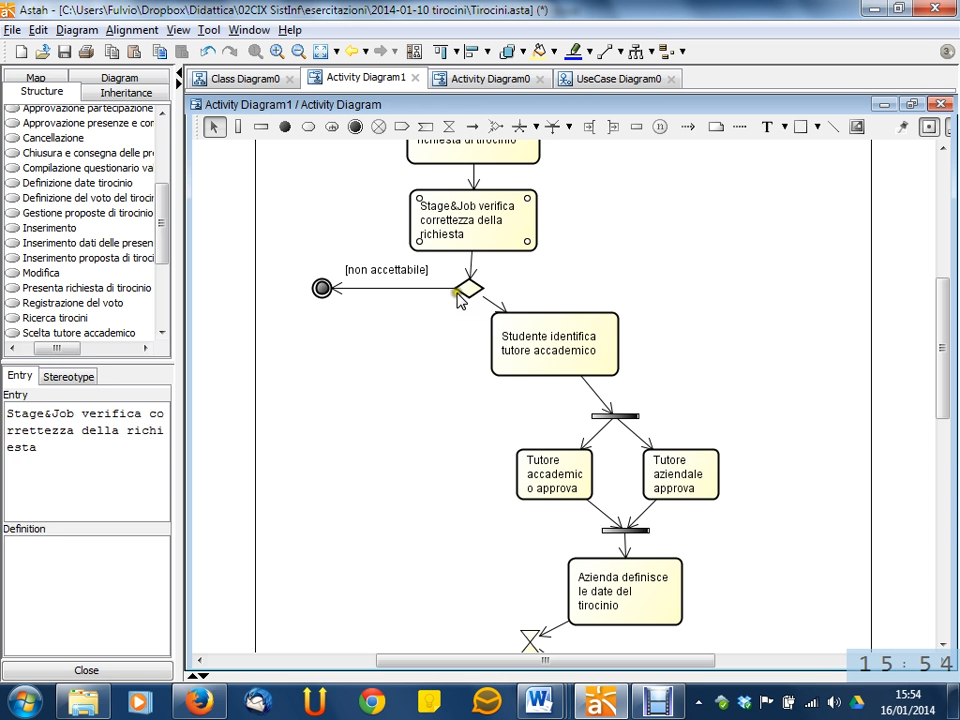 Astah - [C:\Users\Fulvio\Dropbox\Didattica\02CIX SistInf\esercitazioni\2014-01-10 tirocini\Tirocini.asta] (*)
File Edit Diagram Alignment View Tool Window Help
3
Map Diagram
Structure Inheritance
Class Diagram0 Activity Diagram1 Activity Diagram0 UseCase Diagram0
Activity Diagram1 / Activity Diagram
T
Approvazione partecipazione
Approvazione presenze e cor
Cancellazione
Chiusura e consegna delle pr
Compilazione questionario va
Definizione date tirocinio
Definizione del voto del tirocir
Gestione proposte di tirocinio
Inserimento
Inserimento dati delle presen
Inserimento proposta di tiroci
Modifica
Presenta richiesta di tirocinio
Registrazione del voto
Ricerca tirocini
Scelta tutore accademico
Entry Stereotype
Entry
Stage&Job verifica co
rrettezza della richi
esta
Definition
Close
richiesta di tirocinio
Stage&Job verifica
correttezza della
richiesta
[non accettabile]
Studente identifica
tutore accademico
Tutore
accademic
o approva
Tutore
aziendale
approva
Azienda definisce
le date del
tirocinio
15:54
15:54
16/01/2014